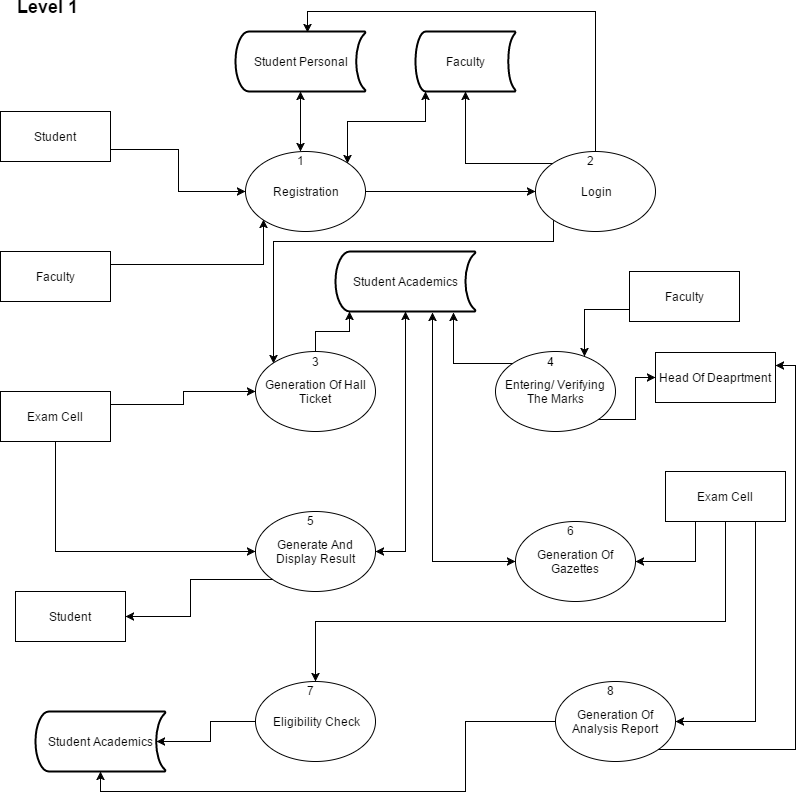 Level 1
Student Personal
Faculty
Student
1
Registration
2
Login
Faculty
Student Academics
Faculty
3
Generation Of Hall
Ticket
4
Entering/ Verifying
The Marks
Head Of Deaprtment
Exam Cell
Exam Cell
5
Generate And
Display Result
6
Generation Of
Gazettes
Student
7
Eligibility Check
8
Generation Of
Analysis Report
Student Academics